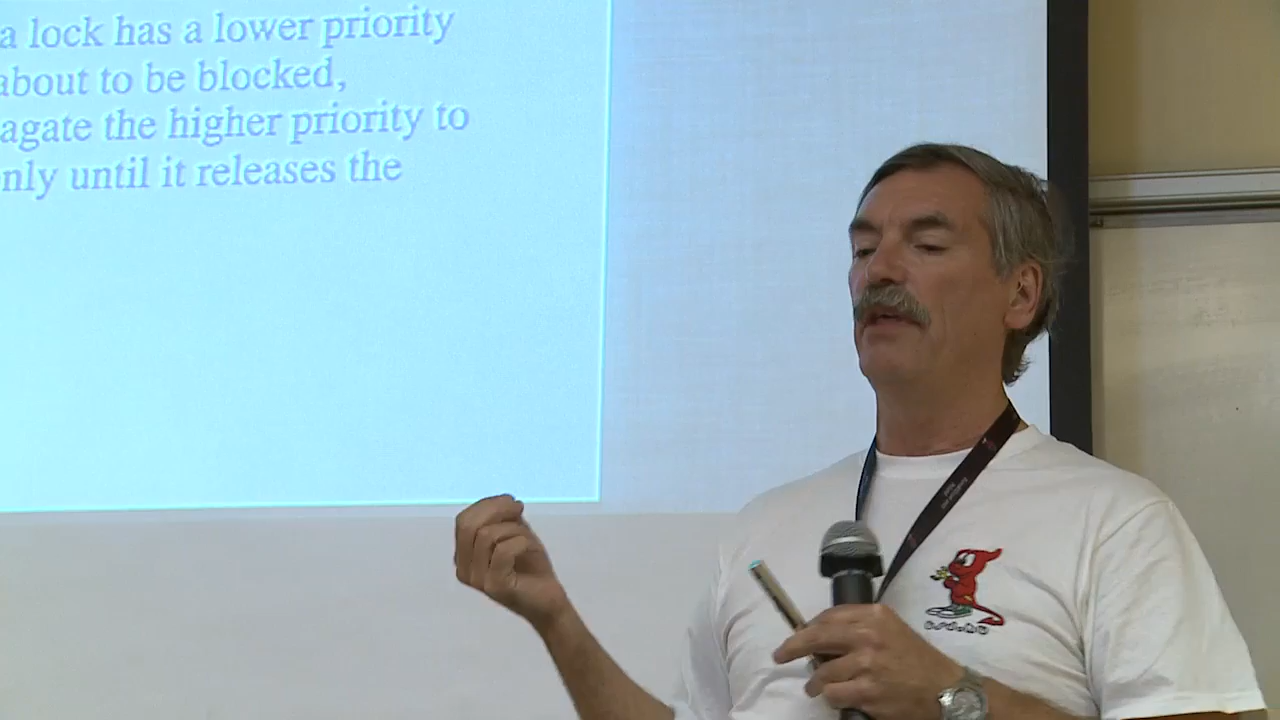 a lock has a lower priority
about to be blocked,
agate the higher priority to
nly until it releases the